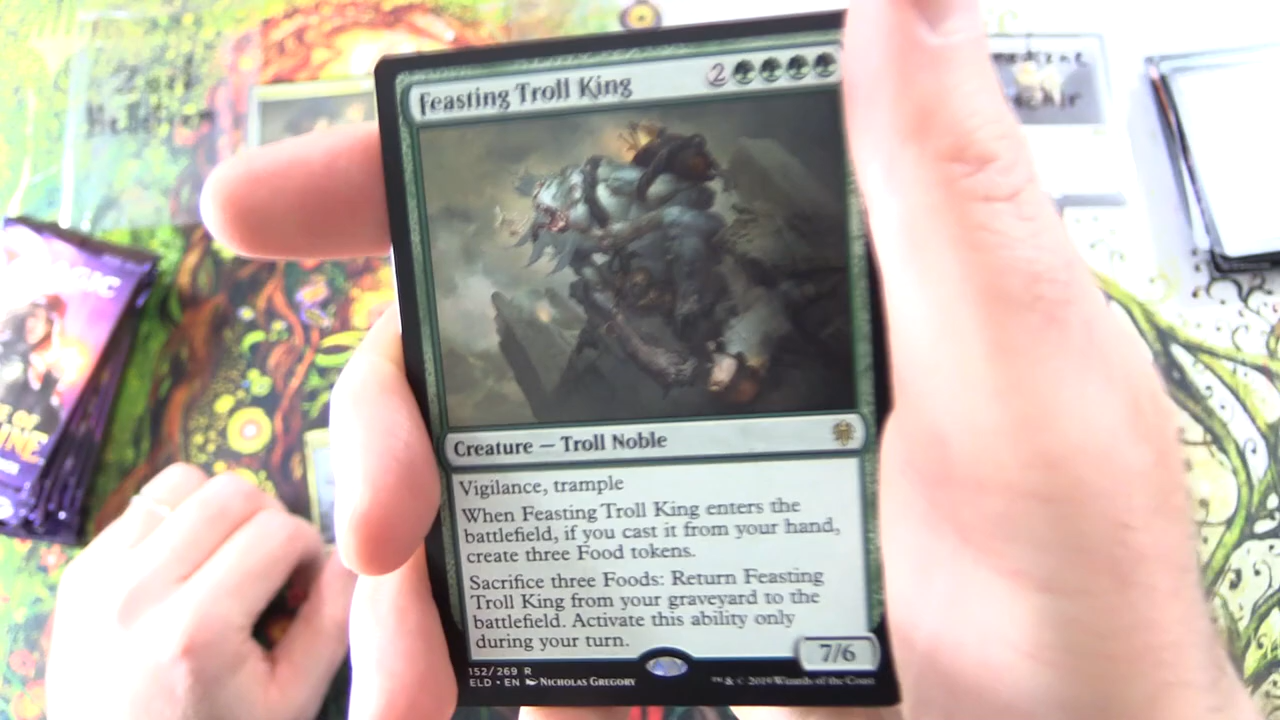 Feasting Troll King
2
Creature — Troll Noble
Vigilance, trample
When Feasting Troll King enters the
battlefield, if you cast it from your hand,
create three Food tokens.
Sacrifice three Foods: Return Feasting
Troll King from your graveyard to the
battlefield. Activate this ability only
during your turn.
7/6
152/269 R
ELD • EN Nicholas Gregory
™ & © 2019 Wizards of the Coast